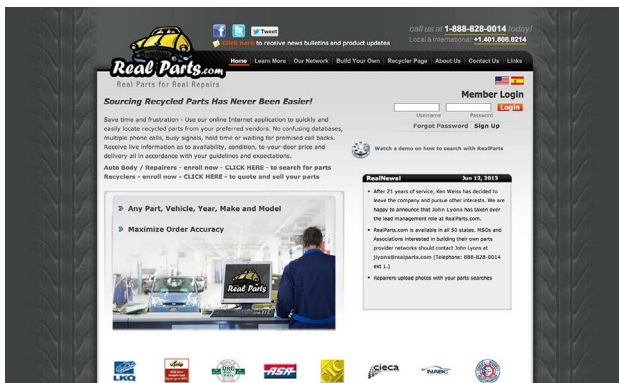 call us at 1-888-828-0014 today!
Tweet
Local & International: +1.401.808.8214
Click here to receive news bulletins and product updates
Home Learn More Our Network Build Your Own Recycler Page About Us Contact Us Links
Real Parts.com
Real Parts for Real Repairs
Member Login
Sourcing Recycled Parts Has Never Been Easier!
Login
Username Password
Forgot Password Sign Up
Save time and frustration - Use our online Internet application to quickly and
easily locate recycled parts from your preferred vendors. No confusing databases,
multiple phone calls, busy signals, hold time or waiting for promised call backs.
Receive live information as to availability, condition, to-your-door price and
delivery all in accordance with your guidelines and expectations.
Watch a demo on how to search with RealParts
Auto Body / Repairers - enroll now - CLICK HERE - to search for parts
Recyclers - enroll now - CLICK HERE - to quote and sell your parts
RealNews! Jun 12, 2013
After 21 years of service, Ken Weiss has decided to
leave the company and pursue other interests. We are
happy to announce that John Lyons has taken over
the lead management role at RealParts.com.
RealParts.com is available in all 50 states. MSOs and
Associations interested in building their own parts
provider networks should contact John Lyons at
jlyons@realparts.com (Telephone: 888-828-0014
ext 1.)
Repairers upload photos with your parts searches
Any Part, Vehicle, Year, Make and Model
Maximize Order Accuracy
Real Parts
LKQ
URG
ASA
cieca
NABC